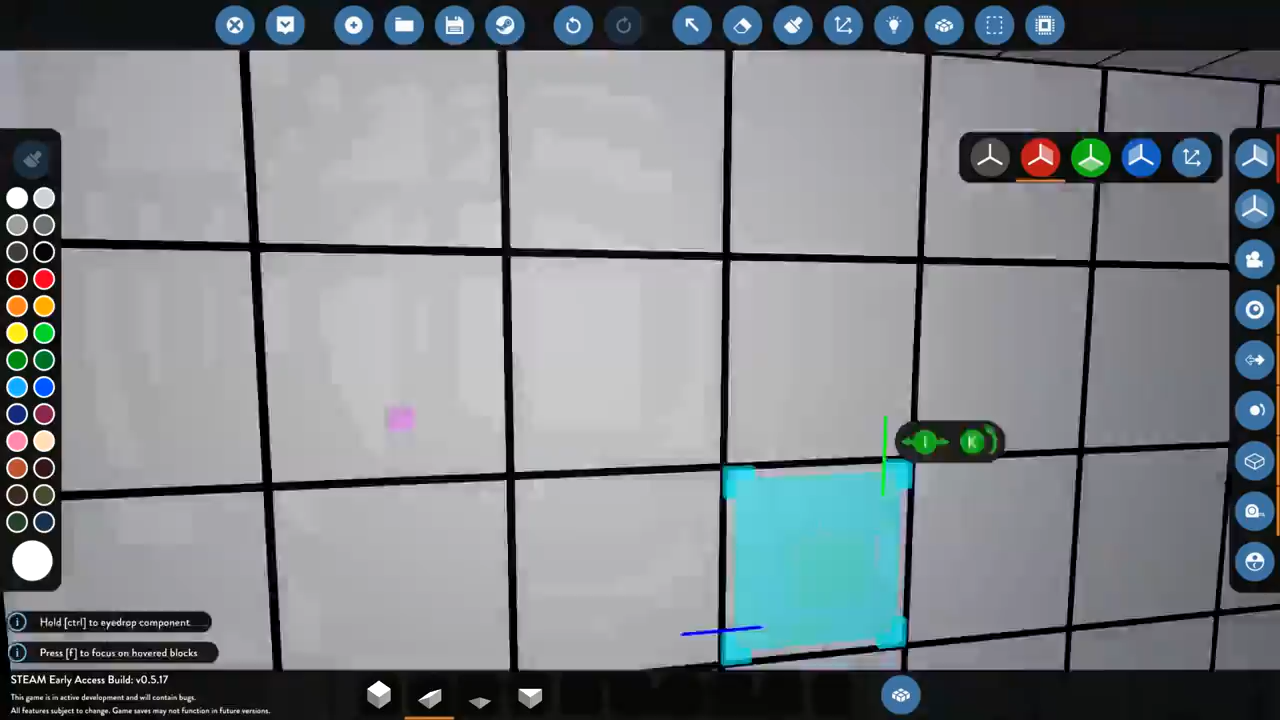 I
K
Hold [ctrl] to eyedrop component.
Press [f] to focus on hovered blocks
STEAM Early Access Build: v0.5.17
This game is in active development and will contain bugs.
All features subject to change. Game saves may not function in future versions.